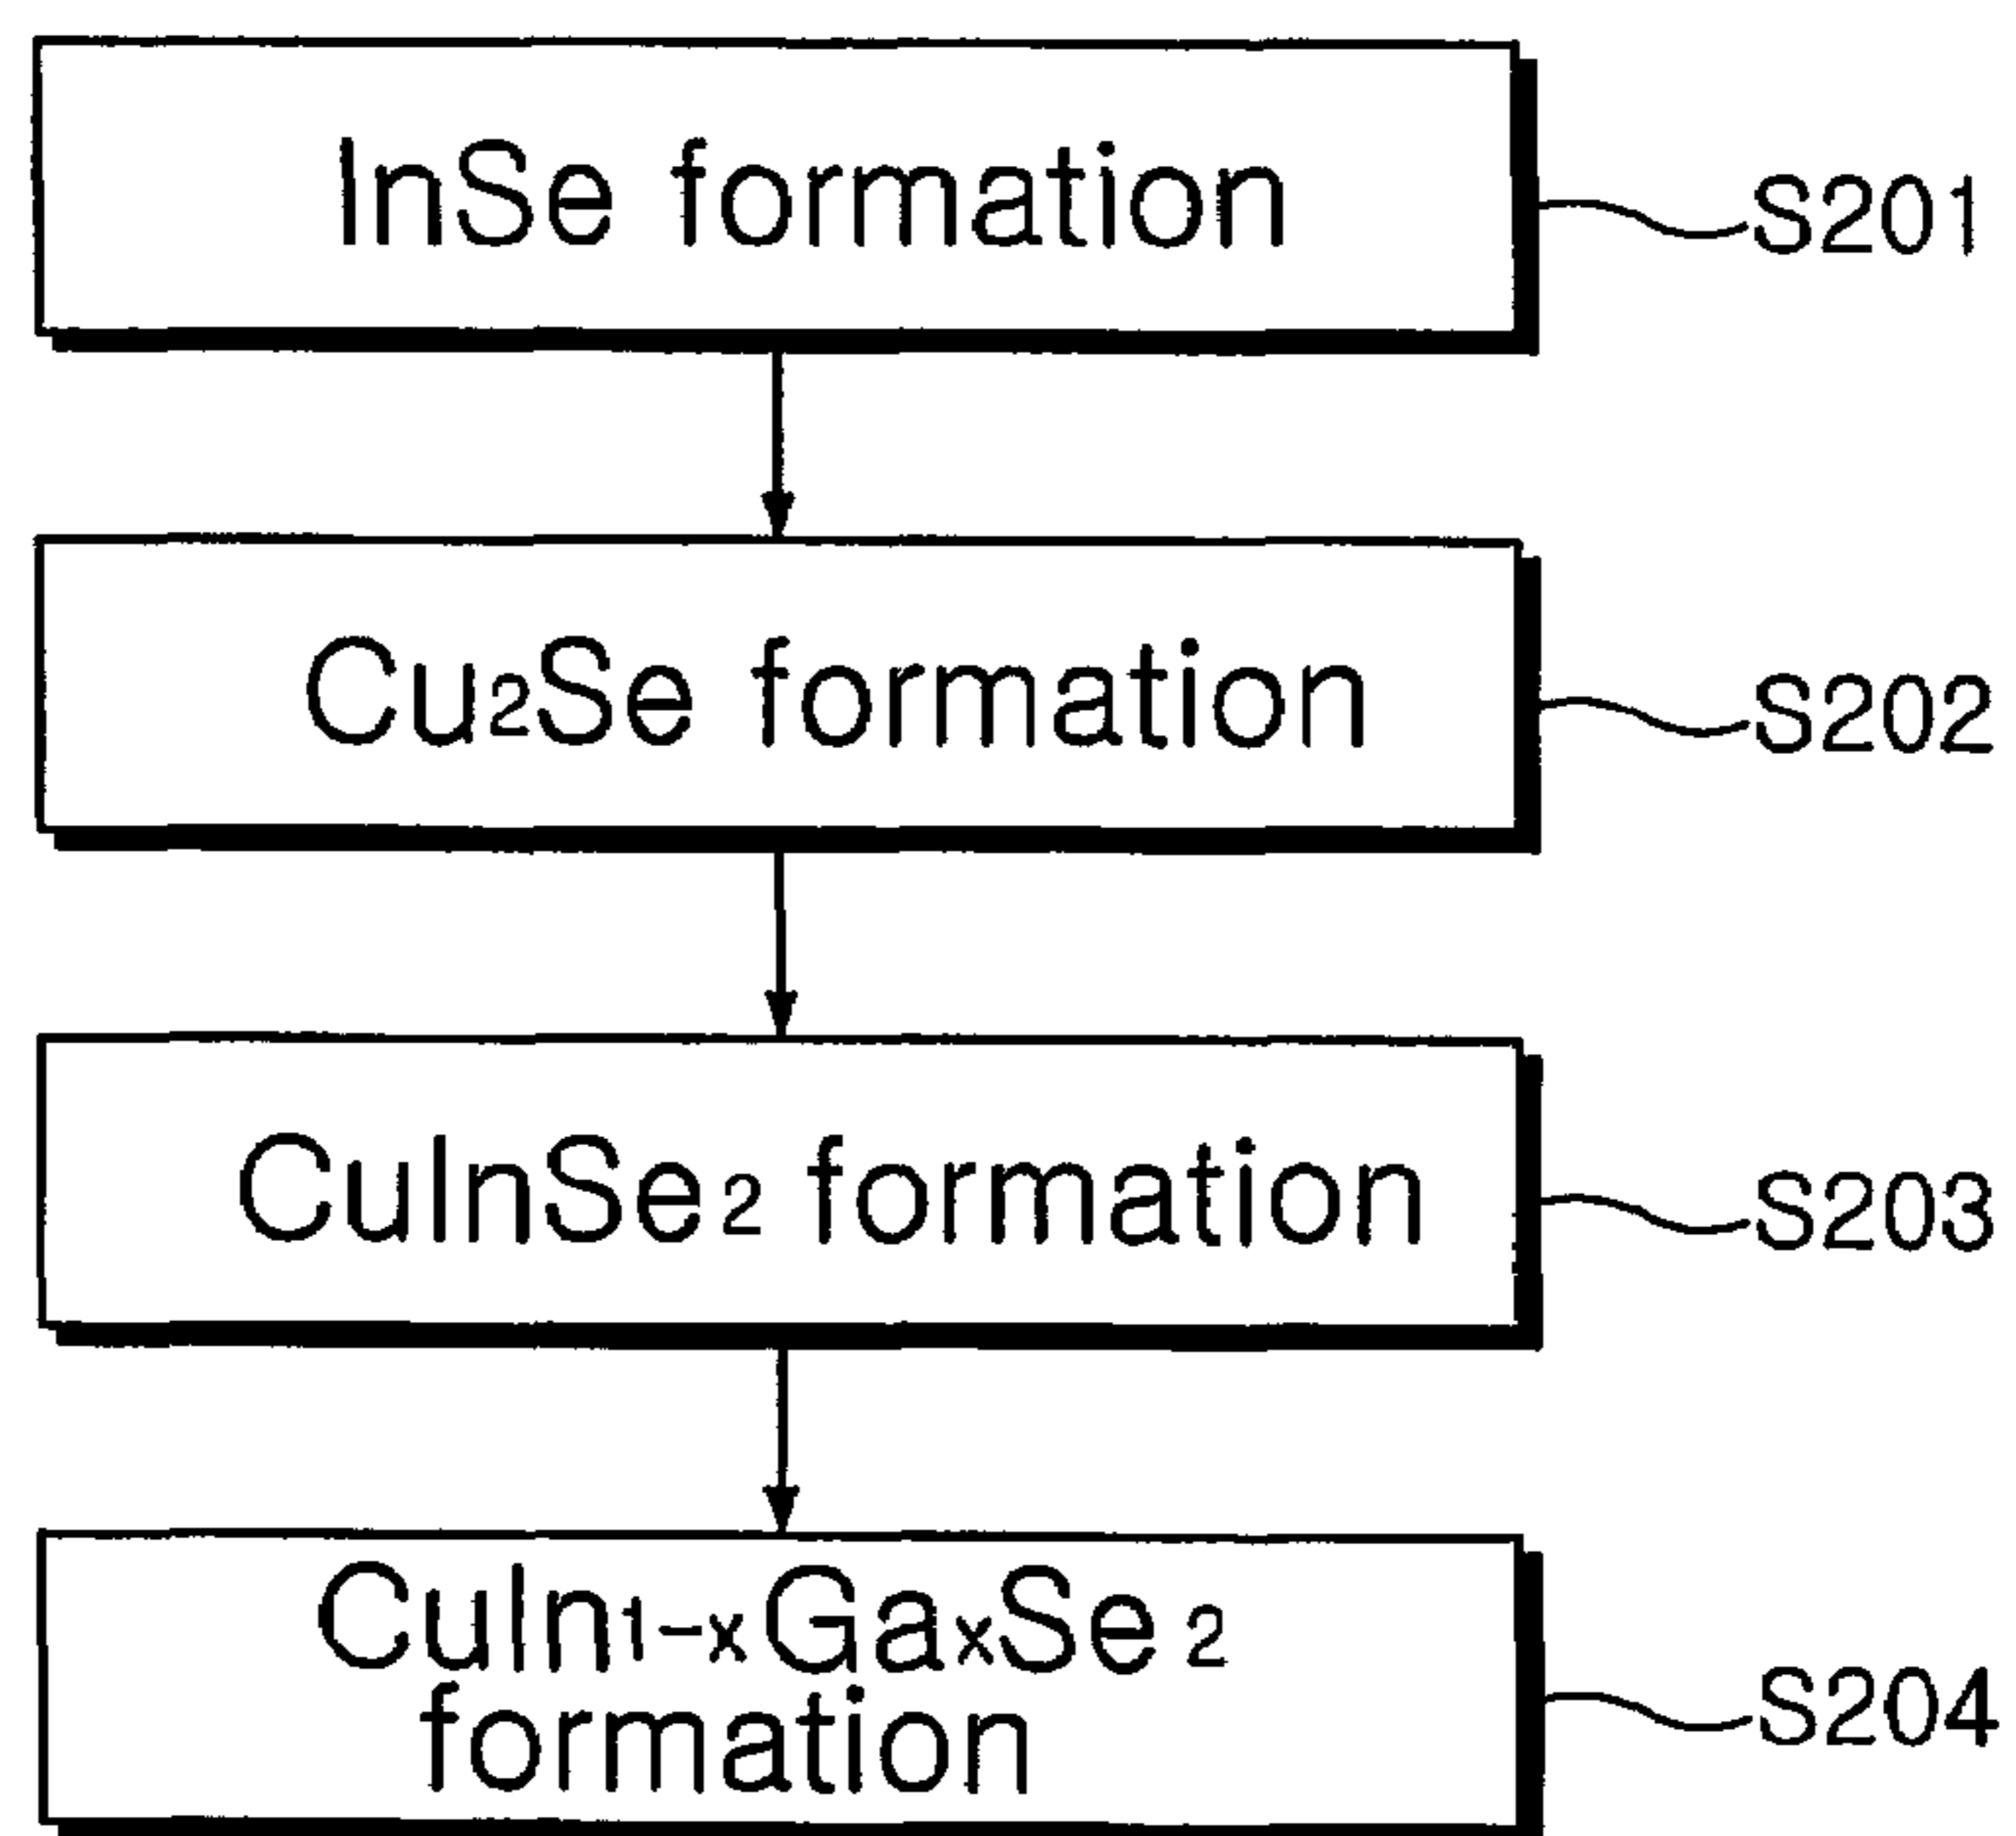 InSe formation
S201
Cu2Se formation
S202
CuInSe2 formation
S203
CuIn1-xGaxSe2
formation
S204